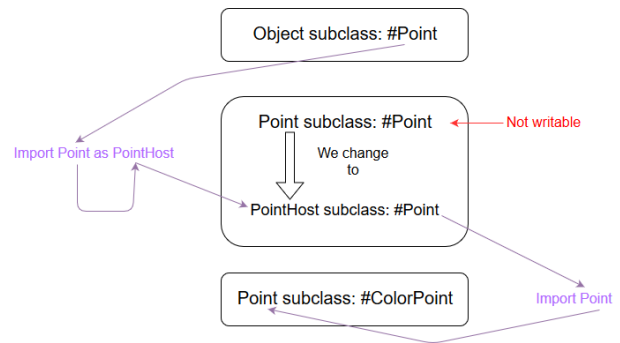 Object subclass: #Point
Point subclass: #Point
Not writable
Import Point as PointHost
We change
to
PointHost subclass: #Point
Point subclass: #ColorPoint
Import Point